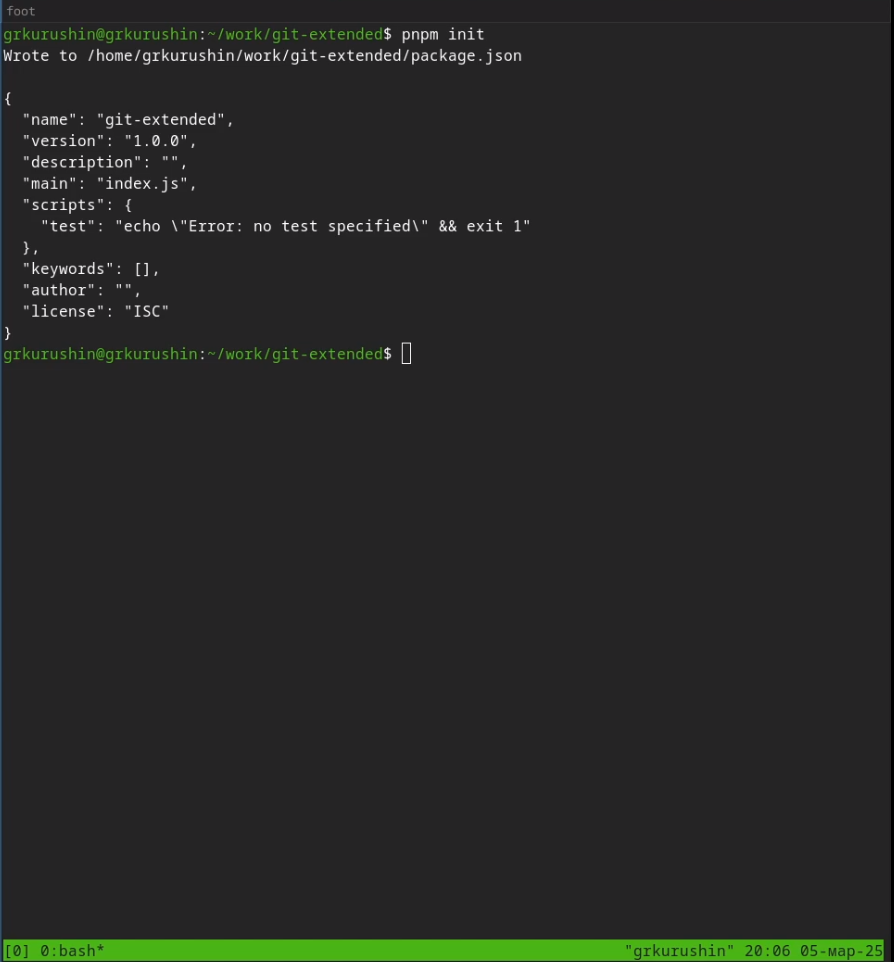 foot
grkurushin@grkurushin:~/work/git-extended$ pnpm init
Wrote to /home/grkurushin/work/git-extended/package.json
{
  "name": "git-extended",
  "version": "1.0.0",
  "description": "",
  "main": "index.js",
  "scripts": {
    "test": "echo \"Error: no test specified\" && exit 1"
  },
  "keywords": [],
  "author": "",
  "license": "ISC"
}
grkurushin@grkurushin:~/work/git-extended$
[0] 0:bash* "grkurushin" 20:06 05-мар-25